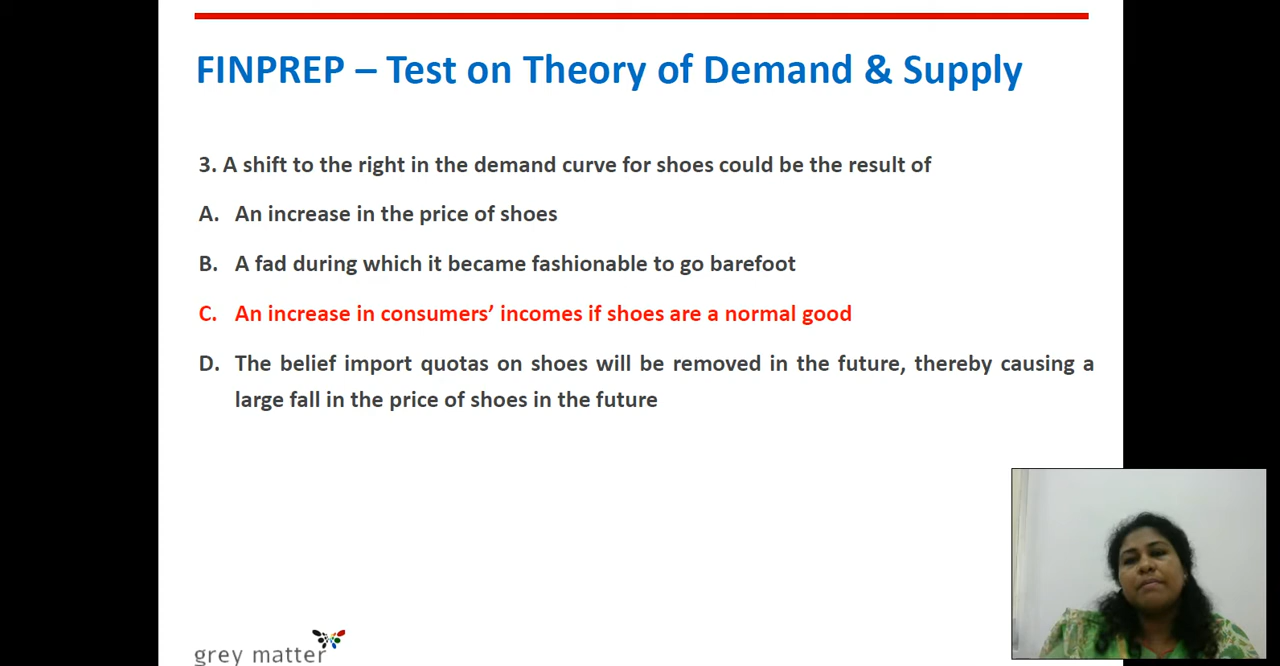 FINPREP – Test on Theory of Demand & Supply
3. A shift to the right in the demand curve for shoes could be the result of
A. An increase in the price of shoes
B. A fad during which it became fashionable to go barefoot
C. An increase in consumers’ incomes if shoes are a normal good
D. The belief import quotas on shoes will be removed in the future, thereby causing a
large fall in the price of shoes in the future
grey matter